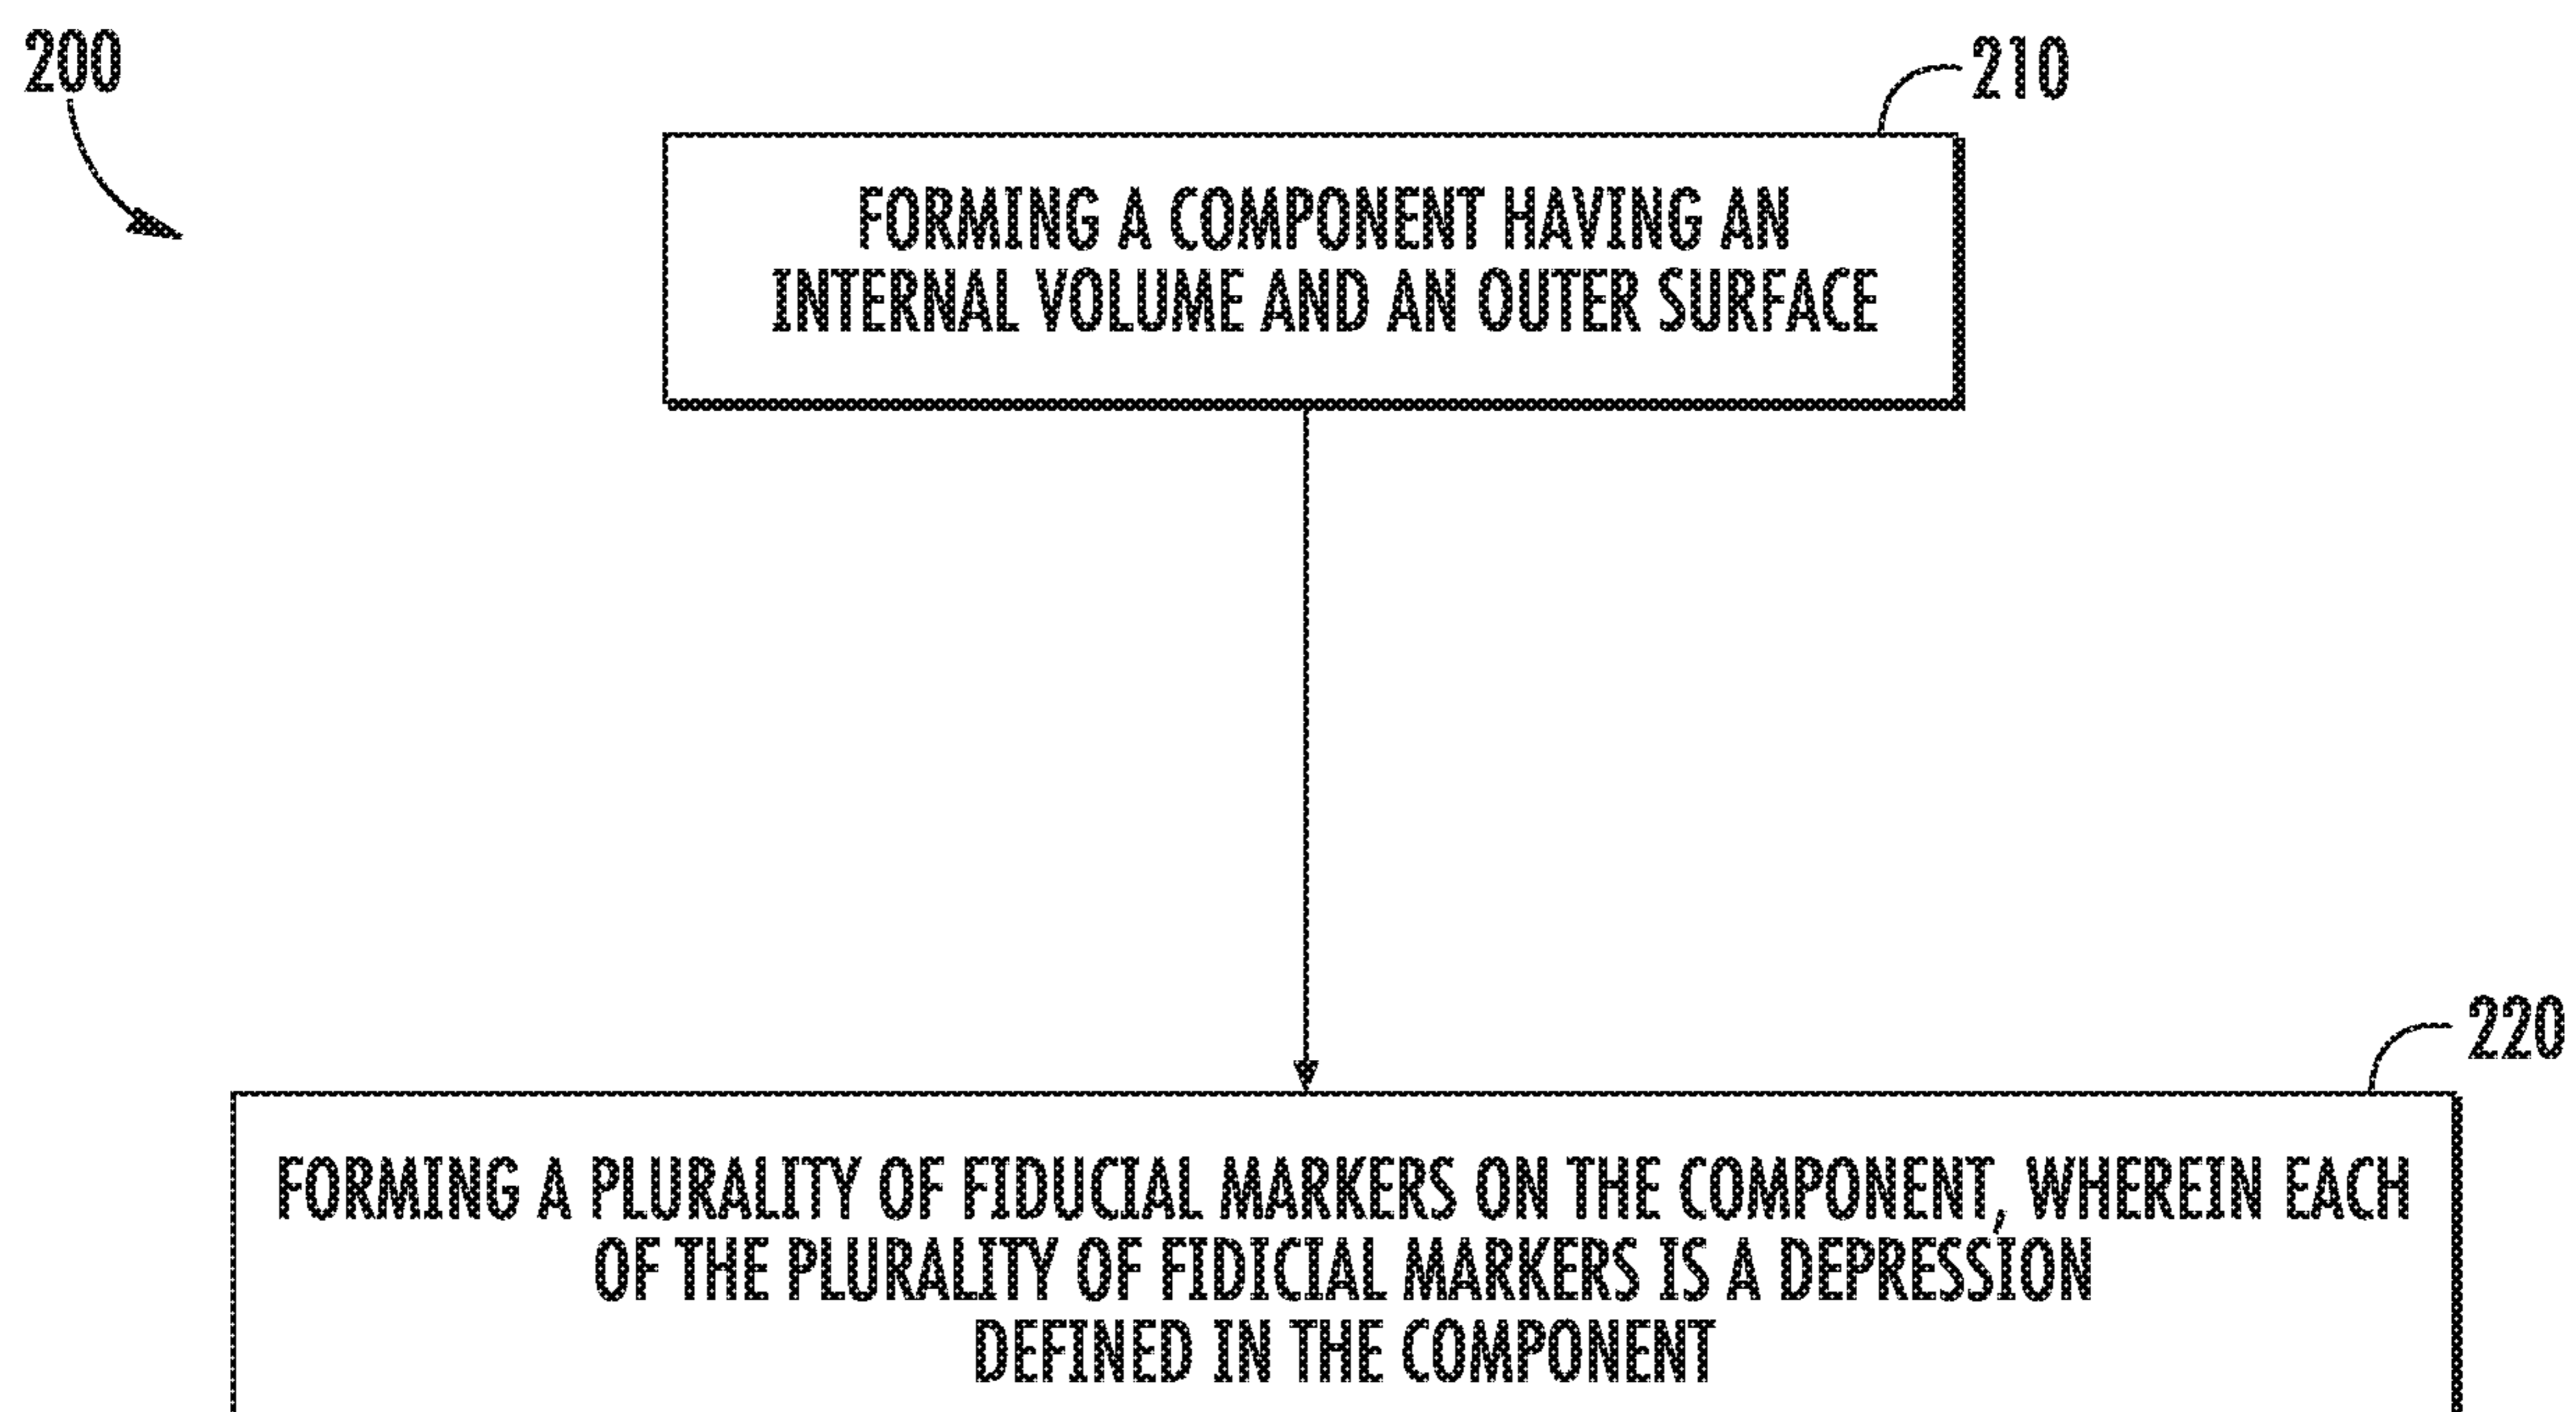 200
210
FORMING A COMPONENT HAVING AN
INTERNAL VOLUME AND AN OUTER SURFACE
220
FORMING A PLURALITY OF FIDUCIAL MARKERS ON THE COMPONENT, WHEREIN EACH
OF THE PLURALITY OF FIDICIAL MARKERS IS A DEPRESSION
DEFINED IN THE COMPONENT